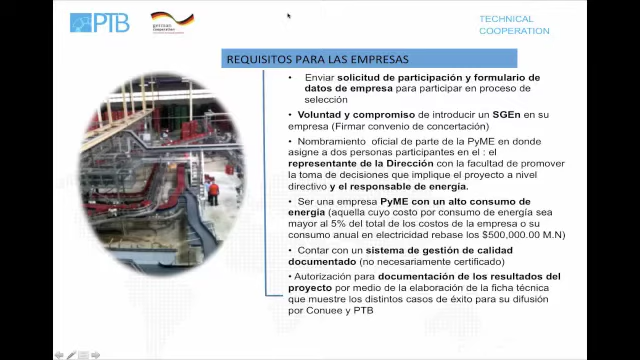 PTB
german
cooperation
TECHNICAL
COOPERATION
REQUISITOS PARA LAS EMPRESAS
• Enviar solicitud de participación y formulario de
datos de empresa para participar en proceso de
selección
• Voluntad y compromiso de introducir un SGEn en su
empresa (Firmar convenio de concertación)
• Nombramiento oficial de parte de la PyME en donde
asigne a dos personas participantes en el : el
representante de la Dirección con la facultad de promover
la toma de decisiones que implique el proyecto a nivel
directivo y el responsable de energía.
• Ser una empresa PyME con un alto consumo de
energía (aquella cuyo costo por consumo de energía sea
mayor al 5% del total de los costos de la empresa o su
consumo anual en electricidad rebase los $500,000.00 M.N)
• Contar con un sistema de gestión de calidad
documentado (no necesariamente certificado)
• Autorización para documentación de los resultados del
proyecto por medio de la elaboración de la ficha técnica
que muestre los distintos casos de éxito para su difusión
por Conuee y PTB